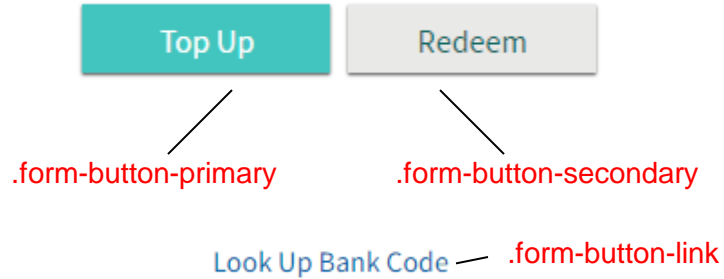 Top Up Redeem
.form-button-primary .form-button-secondary
Look Up Bank Code .form-button-link